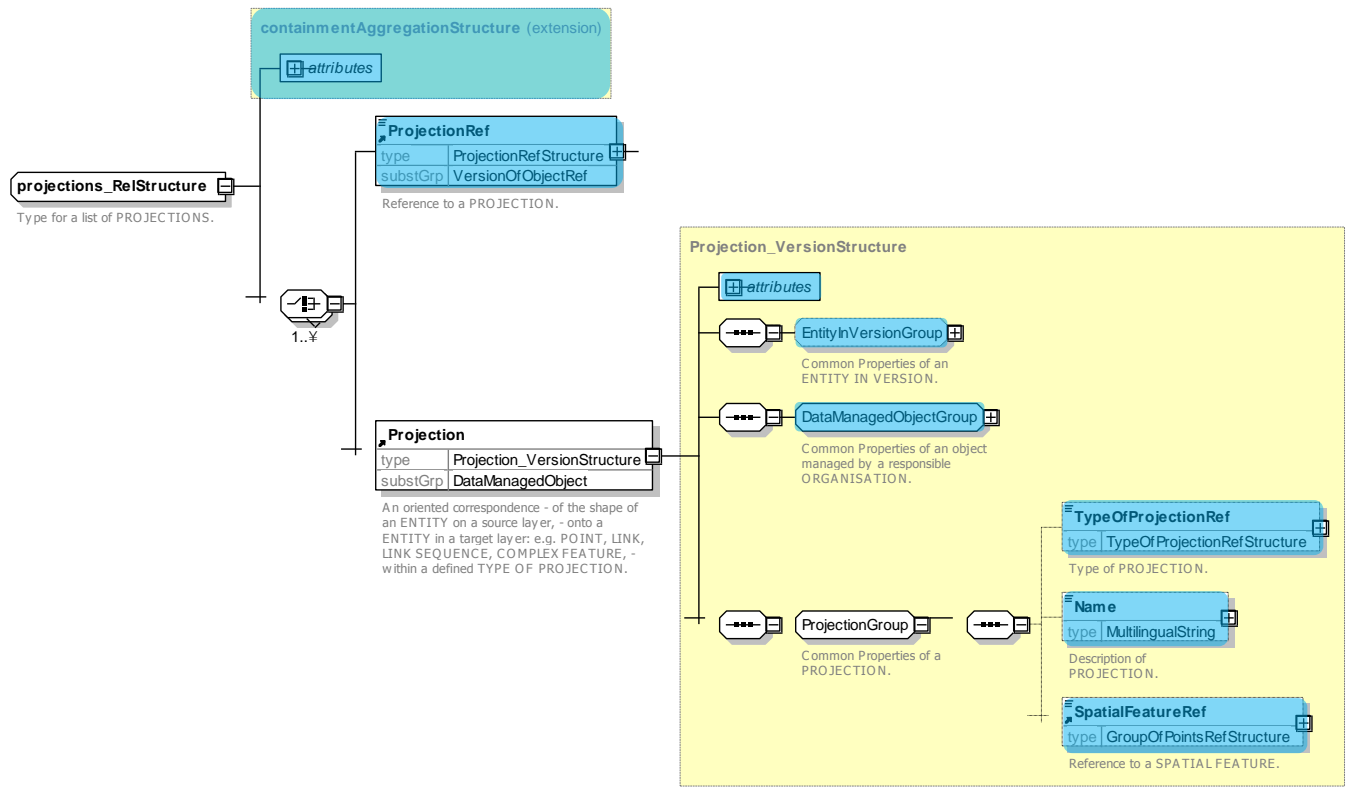 containmentAggregationStructure (extension)
attributes
ProjectionRef
type ProjectionRefStructure
substGrp VersionOfObjectRef
Reference to a PROJECTION.
projections_RelStructure
Type for a list of PROJECTIONS.
1..¥
Projection_VersionStructure
attributes
EntityInVersionGroup
Common Properties of an
ENTITY IN VERSION.
DataManagedObjectGroup
Common Properties of an object
managed by a responsible
ORGANISATION.
Projection
type Projection_VersionStructure
substGrp DataManagedObject
An oriented correspondence - of the shape of
an ENTITY on a source layer, - onto a
ENTITY in a target layer: e.g. POINT, LINK,
LINK SEQUENCE, COMPLEX FEATURE, -
within a defined TYPE OF PROJECTION.
TypeOfProjectionRef
type TypeOfProjectionRefStructure
Type of PROJECTION.
ProjectionGroup
Common Properties of a
PROJECTION.
Name
type MultilingualString
Description of
PROJECTION.
SpatialFeatureRef
type GroupOfPointsRefStructure
Reference to a SPATIAL FEATURE.